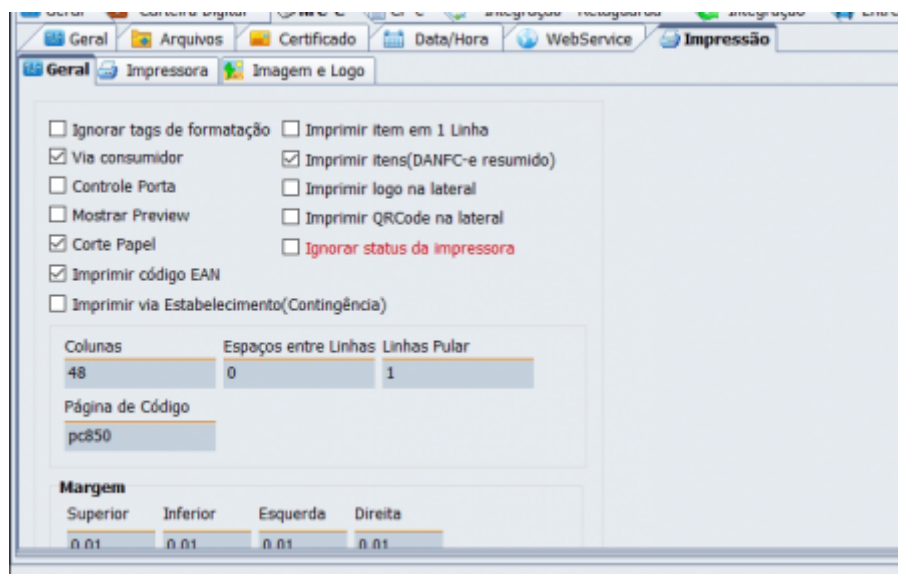 Geral Arquivos Certificado Data/Hora WebService Impressão
Geral Impressora Imagem e Logo
Ignorar tags de formatação Imprimir item em 1 Linha
Via consumidor Imprimir itens(DANFC-e resumido)
Controle Porta Imprimir logo na lateral
Mostrar Preview Imprimir QRCode na lateral
Corte Papel Ignorar status da impressora
Imprimir código EAN
Imprimir via Estabelecimento(Contingência)
Colunas Espaços entre Linhas Linhas Pular
48 0 1
Página de Código
pc850
Margem
Superior Inferior Esquerda Direita
0.01 0.01 0.01 0.01